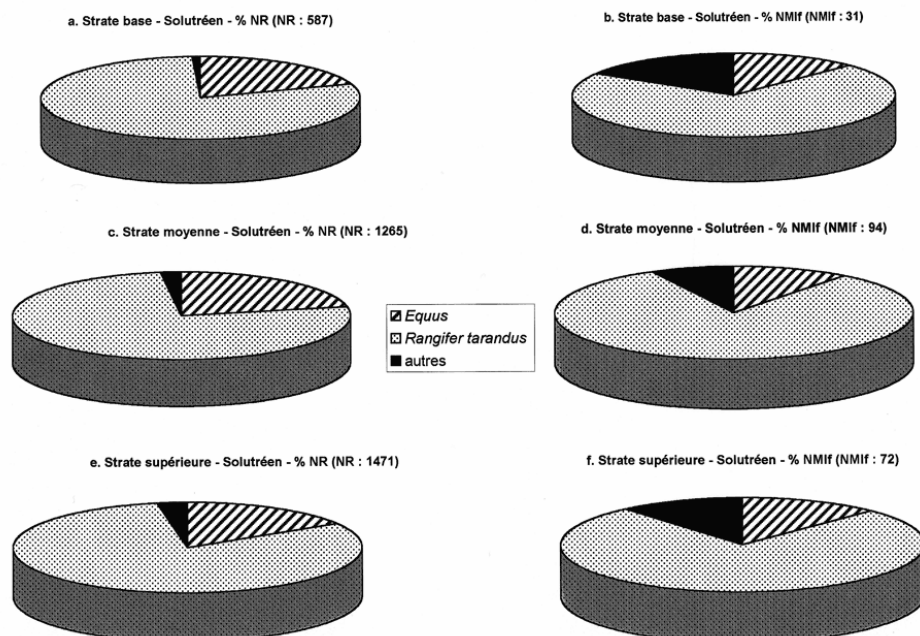 a. Strate base - Solutréen - % NR (NR : 587)
b. Strate base - Solutréen - % NMIf (NMIf : 31)
c. Strate moyenne - Solutréen - % NR (NR : 1265)
d. Strate moyenne - Solutréen - % NMIf (NMIf : 94)
Equus
Rangifer tarandus
autres
e. Strate supérieure - Solutréen - % NR (NR : 1471)
f. Strate supérieure - Solutréen - % NMIf (NMIf : 72)